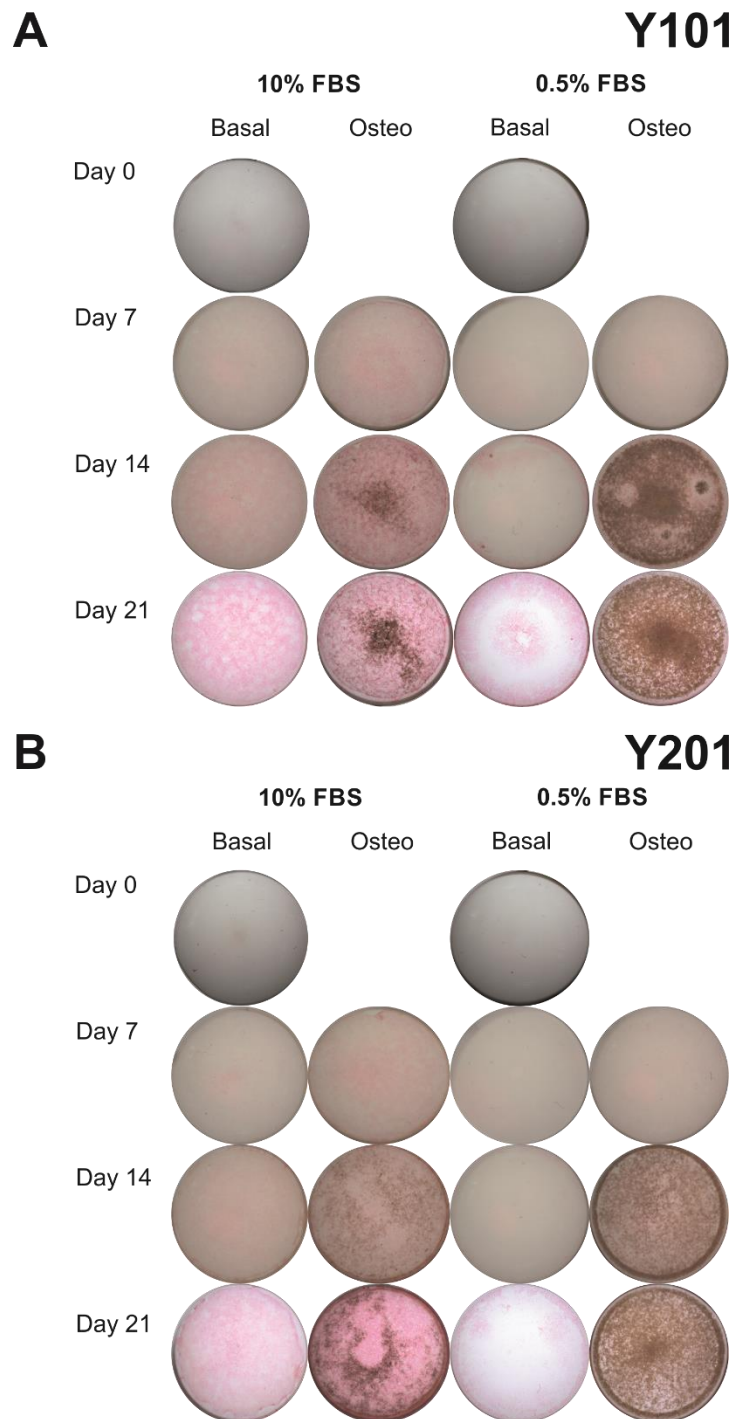 A Y101
10% FBS 0.5% FBS
Basal Osteo Basal Osteo
Day 0
Day 7
Day 14
Day 21
B Y201
10% FBS 0.5% FBS
Basal Osteo Basal Osteo
Day 0
Day 7
Day 14
Day 21